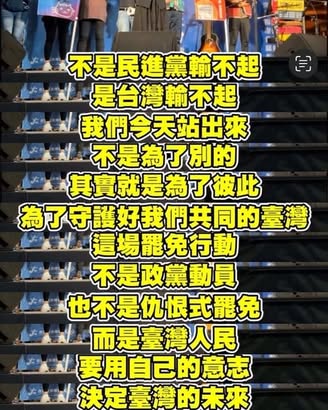 不是民進黨輸不起
是台灣輸不起
我們今天站出來
不是為了別的
其實就是為了彼此
為了守護好我們共同的臺灣
這場罷免行動
不是政黨動員
也不是仇恨式罷免
而是臺灣人民
要用自己的意志
決定臺灣的未來